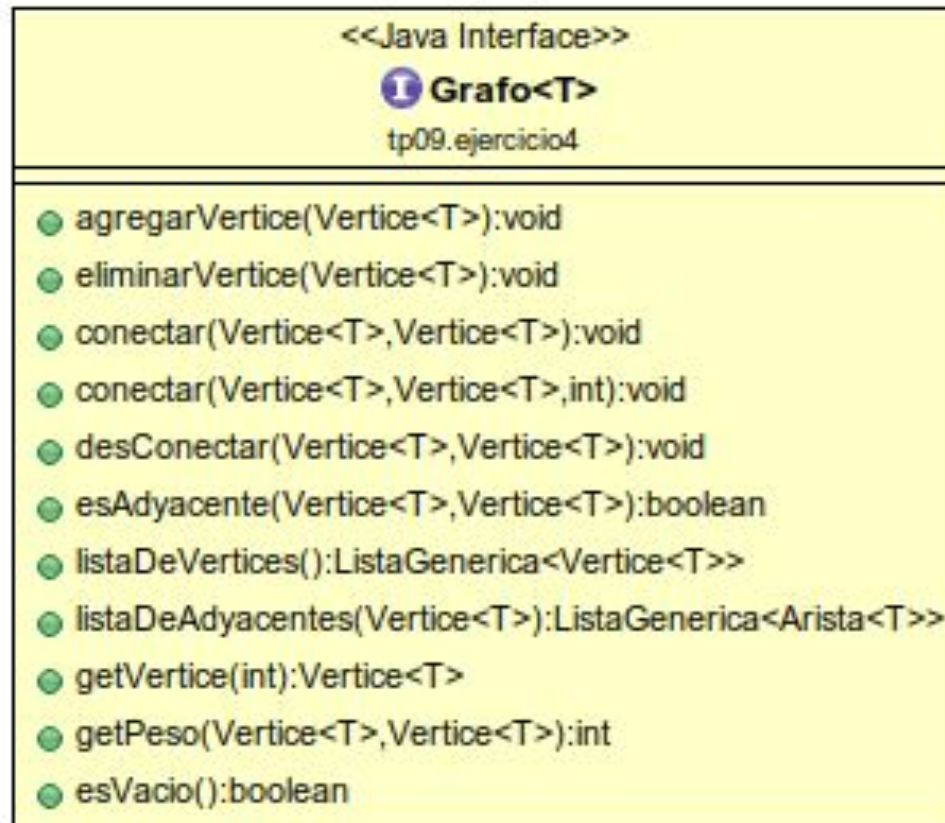 <<Java Interface>>
I Grafo<T>
tp09.ejercicio4
agregarVertice(Vertice<T>):void
eliminarVertice(Vertice<T>):void
conectar(Vertice<T>,Vertice<T>):void
conectar(Vertice<T>,Vertice<T>,int):void
desConectar(Vertice<T>,Vertice<T>):void
esAdyacente(Vertice<T>,Vertice<T>):boolean
listaDeVertices():ListaGenerica<Vertice<T>>
listaDeAdyacentes(Vertice<T>):ListaGenerica<Arista<T>>
getVertice(int):Vertice<T>
getPeso(Vertice<T>,Vertice<T>):int
esVacio():boolean